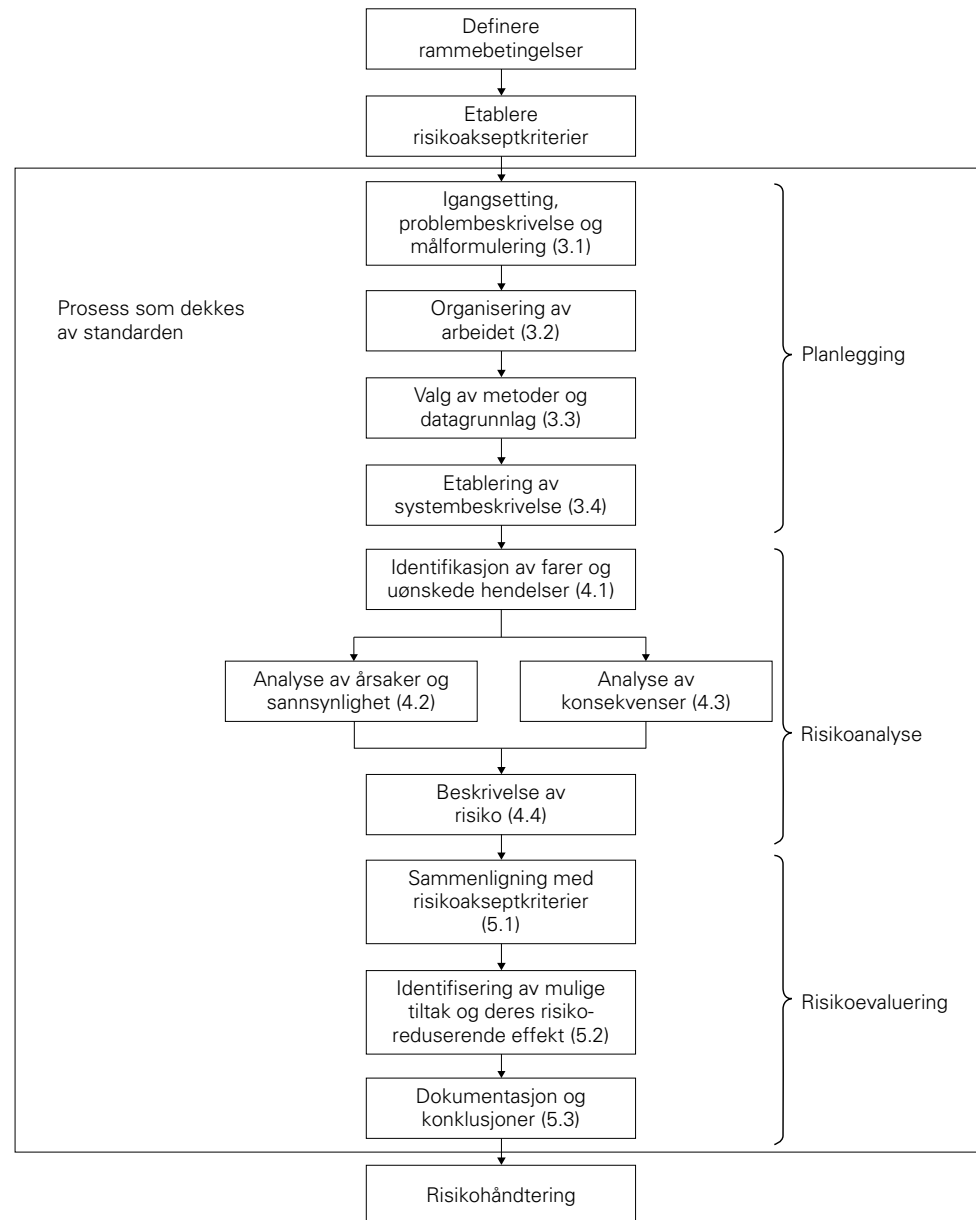 Definere
rammebetingelser
Etablere
risikoakseptkriterier
Igangsetting,
problembeskrivelse og
målformulering (3.1)
Prosess som dekkes
av standarden
Organisering av
arbeidet (3.2)
Planlegging
Valg av metoder og
datagrunnlag (3.3)
Etablering av
systembeskrivelse (3.4)
Identifikasjon av farer og
uønskede hendelser (4.1)
Analyse av årsaker og
sannsynlighet (4.2)
Analyse av
konsekvenser (4.3)
Risikoanalyse
Beskrivelse av
risiko (4.4)
Sammenligning med
risikoakseptkriterier
(5.1)
Identifisering av mulige
tiltak og deres risiko-
reduserende effekt (5.2)
Risikoevaluering
Dokumentasjon og
konklusjoner (5.3)
Risikohåndtering